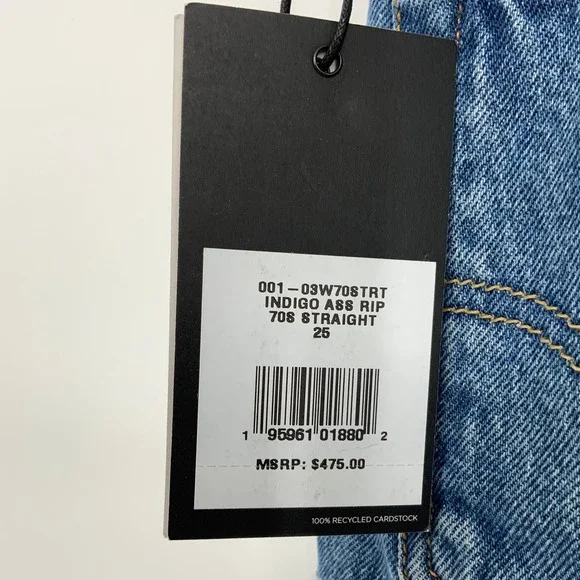 001-03W70STRT
INDIGO ASS RIP
70S STRAIGHT
25
1 95961 01880 2
MSRP: $475.00
100% RECYCLED CARDSTOCK